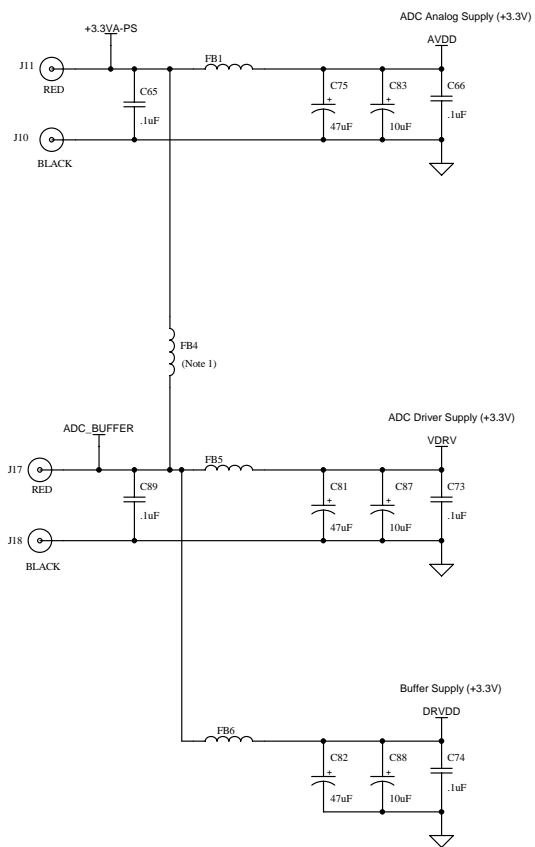 ADC Analog Supply (+3.3V)
+3.3VA-PS
AVDD
FB1
J11
RED
C65
.1uF
C75
47uF
C83
10uF
C66
.1uF
J10
BLACK
FB4
(Note 1)
ADC Driver Supply (+3.3V)
ADC_BUFFER
VDRV
FB5
J17
RED
C89
.1uF
C81
47uF
C87
10uF
C73
.1uF
J18
BLACK
Buffer Supply (+3.3V)
DRVDD
FB6
C82
47uF
C88
10uF
C74
.1uF